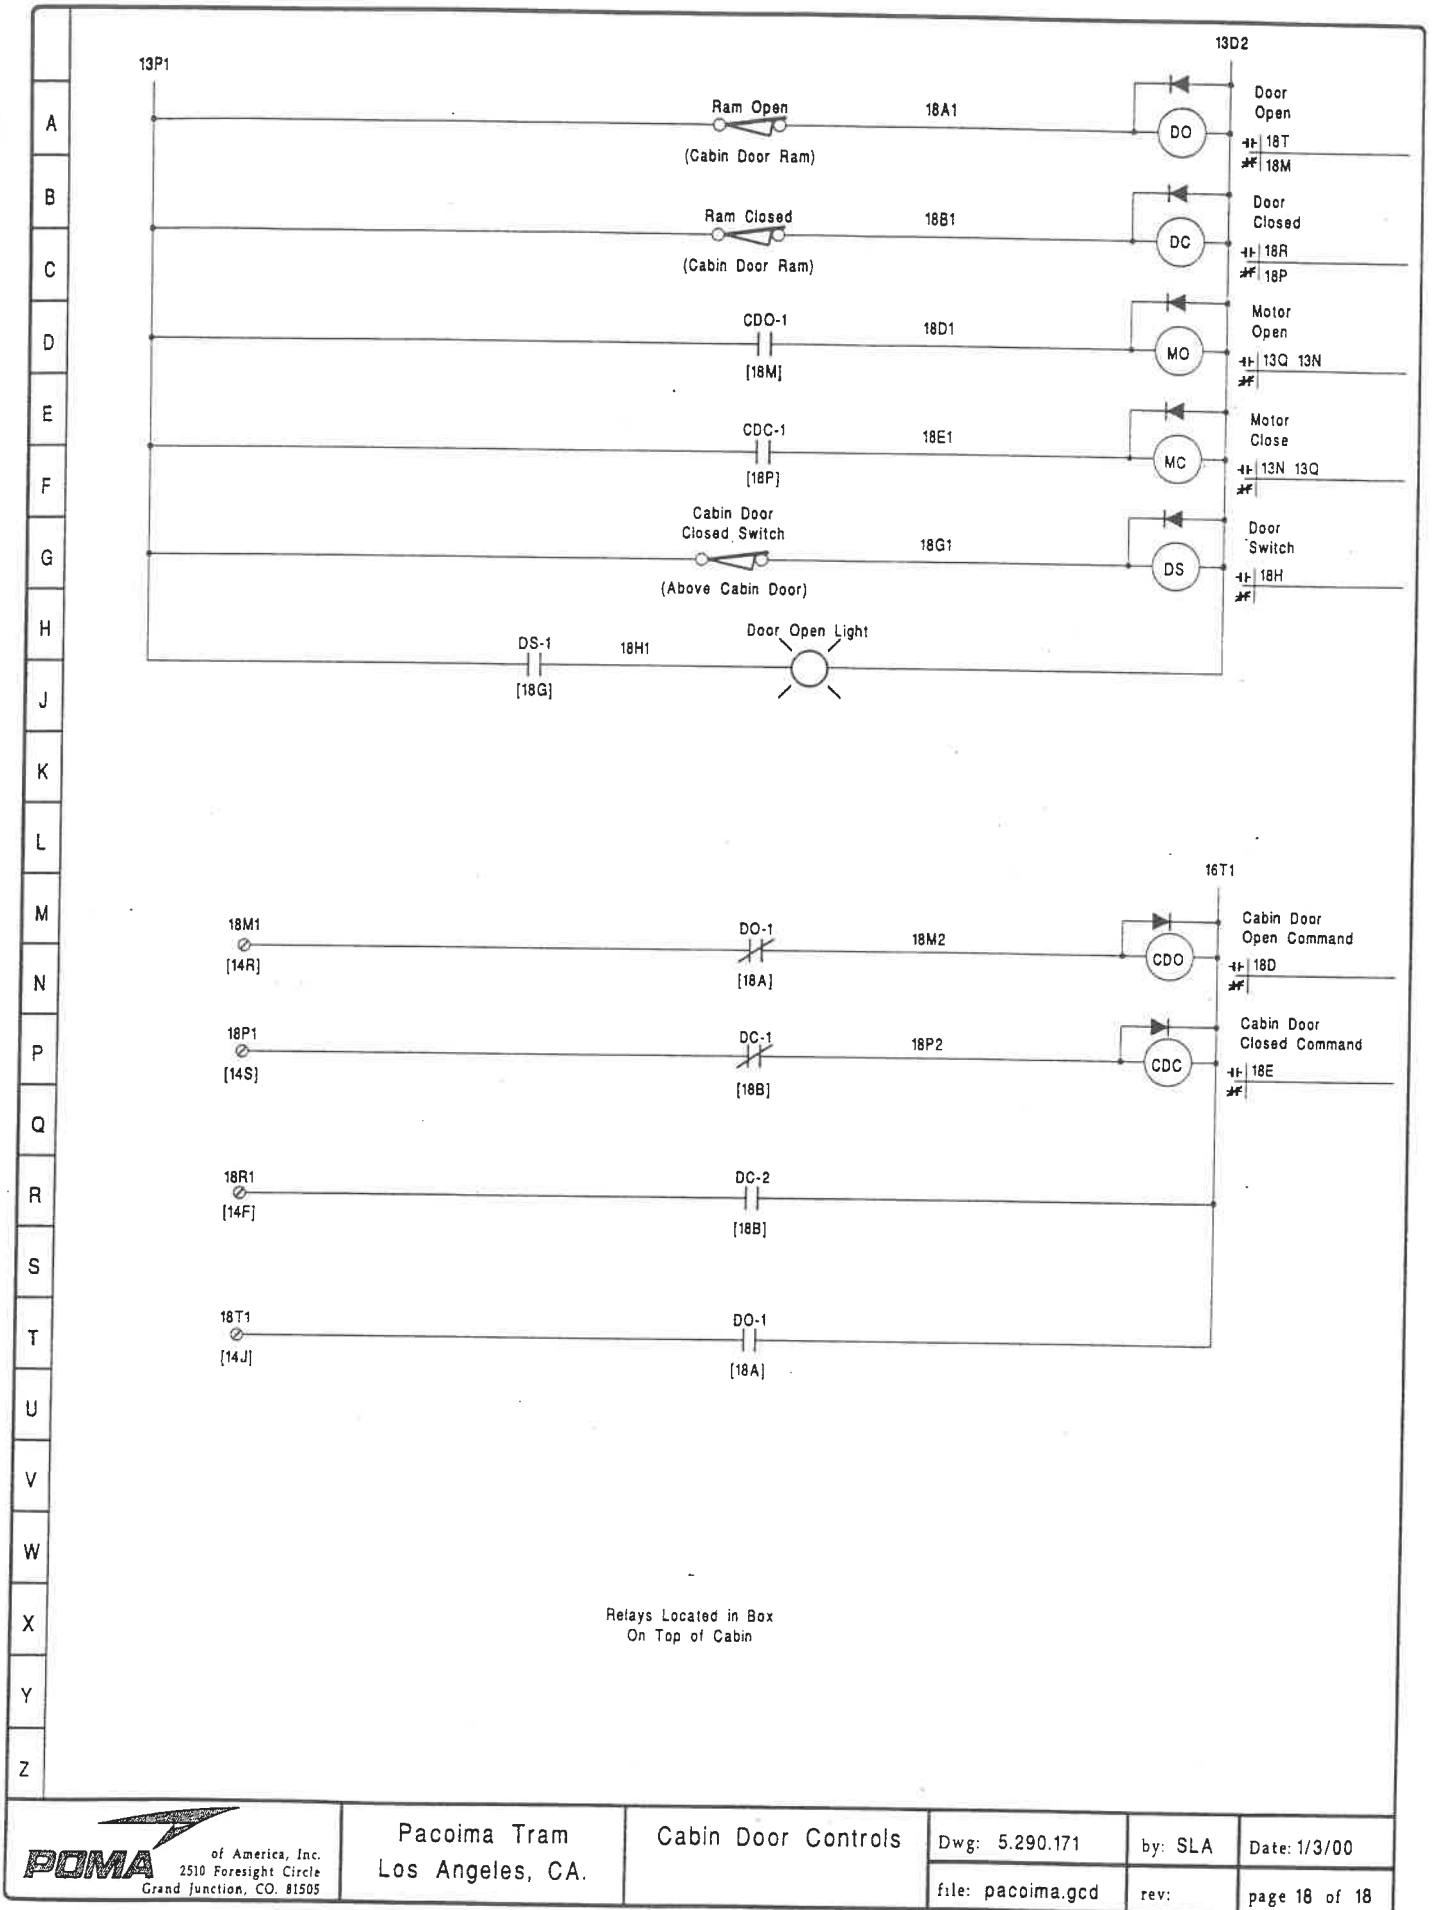 13P1
13D2
A
B
C
D
E
F
G
H
J
K
L
M
N
P
Q
R
S
T
U
V
W
X
Y
Z
Ram Open
(Cabin Door Ram)
18A1
DO
Door
Open
18T
18M
Ram Closed
(Cabin Door Ram)
18B1
DC
Door
Closed
18R
18P
CDO-1
[18M]
18D1
MO
Motor
Open
13Q 13N
CDC-1
[18P]
18E1
MC
Motor
Close
13N 13Q
Cabin Door
Closed Switch
(Above Cabin Door)
18G1
DS
Door
Switch
18H
DS-1
[18G]
18H1
Door Open Light
16T1
18M1
[14R]
DO-1
[18A]
18M2
CDO
Cabin Door
Open Command
18D
18P1
[14S]
DC-1
[18B]
18P2
CDC
Cabin Door
Closed Command
18E
18R1
[14F]
DC-2
[18B]
18T1
[14J]
DO-1
[18A]
Relays Located in Box
On Top of Cabin
POMA
of America, Inc.
2510 Foresight Circle
Grand Junction, CO. 81505
Pacoima Tram
Los Angeles, CA.
Cabin Door Controls
Dwg: 5.290.171
by: SLA
Date: 1/3/00
file: pacoima.gcd
rev:
page 18 of 18